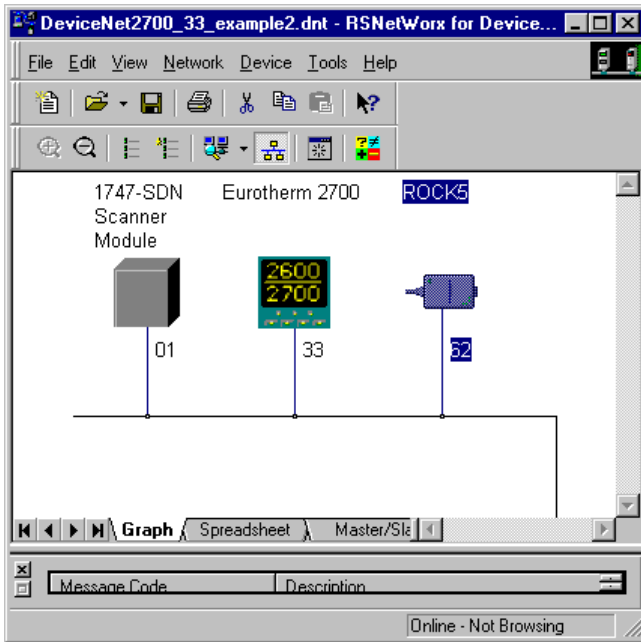 DeviceNet2700_33_example2.dnt - RSNetWorx for Device...
File Edit View Network Device Tools Help
1747-SDN Scanner Module
Eurotherm 2700
ROCK5
2600
2700
01
33
62
Graph
Spreadsheet
Master/Sla
Message Code
Description
Online - Not Browsing